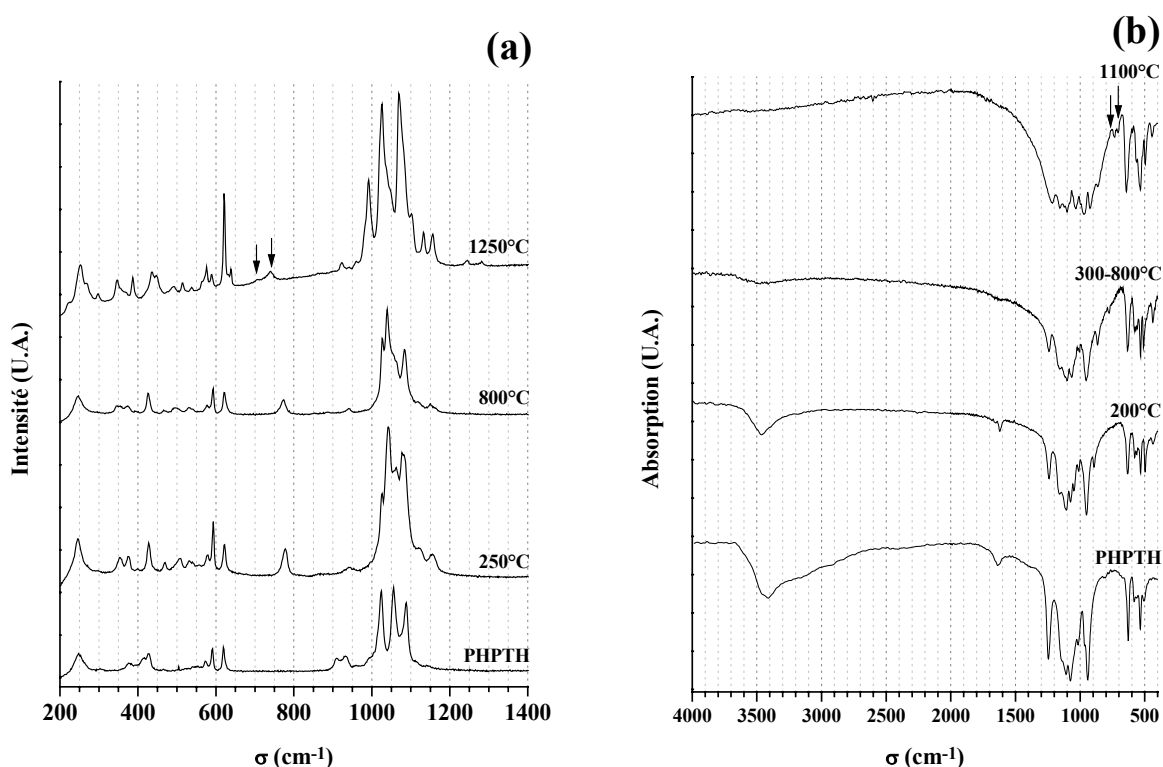 (a)
Intensité (U.A.)
1250°C
800°C
250°C
PHPTH
200 400 600 800 1000 1200 1400
σ (cm-1)
(b)
Absorption (U.A.)
1100°C
300-800°C
200°C
PHPTH
4000 3500 3000 2500 2000 1500 1000 500
σ (cm-1)